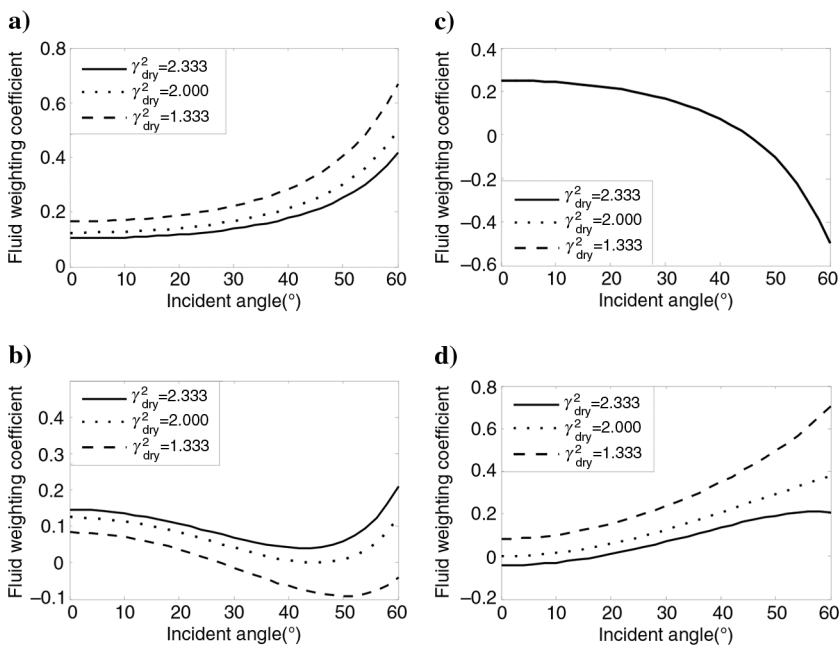 a)
Fluid weighting coefficient
0.8
0.6
0.4
0.2
0
γ²dry=2.333
γ²dry=2.000
γ²dry=1.333
0 10 20 30 40 50 60
Incident angle(°)
c)
Fluid weighting coefficient
0.4
0.2
0
−0.2
−0.4
−0.6
γ²dry=2.333
γ²dry=2.000
γ²dry=1.333
0 10 20 30 40 50 60
Incident angle(°)
b)
Fluid weighting coefficient
0.4
0.3
0.2
0.1
0
−0.1
γ²dry=2.333
γ²dry=2.000
γ²dry=1.333
0 10 20 30 40 50 60
Incident angle(°)
d)
Fluid weighting coefficient
0.8
0.6
0.4
0.2
0
−0.2
γ²dry=2.333
γ²dry=2.000
γ²dry=1.333
0 10 20 30 40 50 60
Incident angle(°)